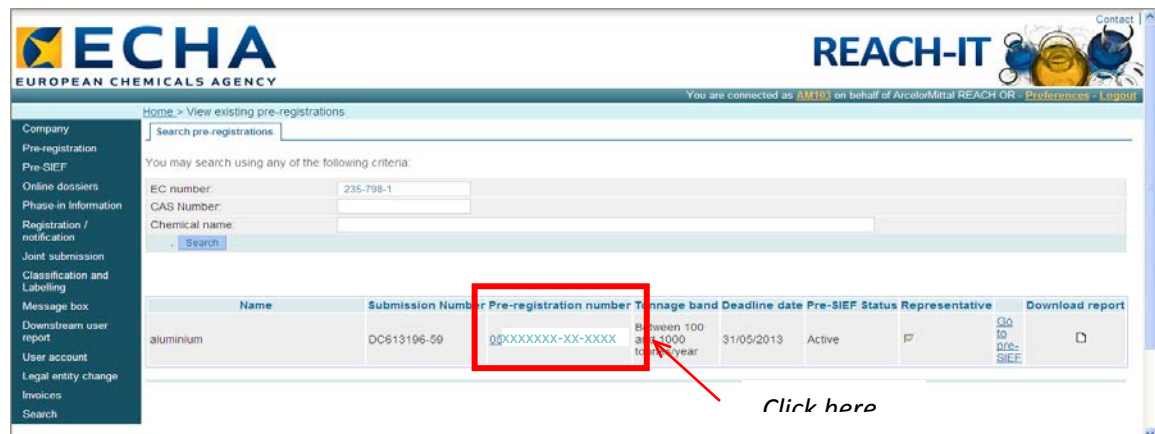 Contact |
ECHA
EUROPEAN CHEMICALS AGENCY
REACH-IT
You are connected as AM103 on behalf of ArcelorMittal REACH OR - Preferences - Logout
Home > View existing pre-registrations
Search pre-registrations
You may search using any of the following criteria:
EC number: 235-798-1
CAS Number:
Chemical name:
Search
Company
Pre-registration
Pre-SIEF
Online dossiers
Phase-in Information
Registration /
notification
Joint submission
Classification and
Labelling
Message box
Downstream user
report
User account
Legal entity change
Invoices
Search
Name Submission Number Pre-registration number Tonnage band Deadline date Pre-SIEF Status Representative Download report
aluminium DC613196-59 05XXXXXXX-XX-XXXX Between 100 and 1000 tonnes/year 31/05/2013 Active Go to pre-SIEF
Click here